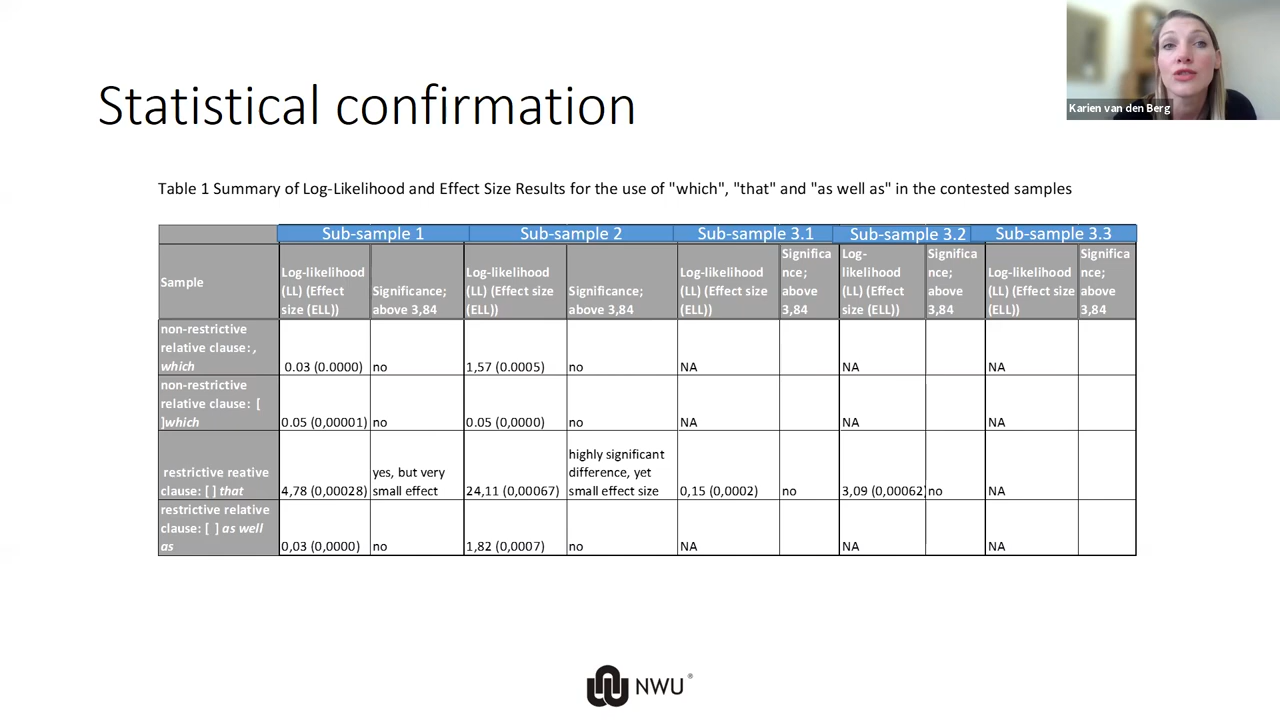 Karien van den Berg
Statistical confirmation
Table 1 Summary of Log-Likelihood and Effect Size Results for the use of "which", "that" and "as well as" in the contested samples
Sub-sample 1
Sub-sample 2
Sub-sample 3.1
Sub-sample 3.2
Sub-sample 3.3
Sample
Log-likelihood
(LL) (Effect
size (ELL))
Significance;
above 3,84
Log-likelihood
(LL) (Effect size
(ELL))
Significance;
above 3,84
Log-likelihood
(LL) (Effect size
(ELL))
Significa
nce;
above
3,84
Log-
likelihood
(LL) (Effect
size (ELL))
Significa
nce;
above
3,84
Log-likelihood
(LL) (Effect size
(ELL))
Significa
nce;
above
3,84
non-restrictive
relative clause: ,
which
0.03 (0.0000)
no
1,57 (0.0005)
no
NA
NA
NA
non-restrictive
relative clause: [
]which
0.05 (0,00001)
no
0.05 (0,0000)
no
NA
NA
NA
restrictive reative
clause: [ ] that
4,78 (0,00028)
yes, but very
small effect
24,11 (0,00067)
highly significant
difference, yet
small effect size
0,15 (0,0002)
no
3,09 (0,00062)
no
NA
restrictive relative
clause: [ ] as well
as
0,03 (0,0000)
no
1,82 (0,0007)
no
NA
NA
NA
NWU®